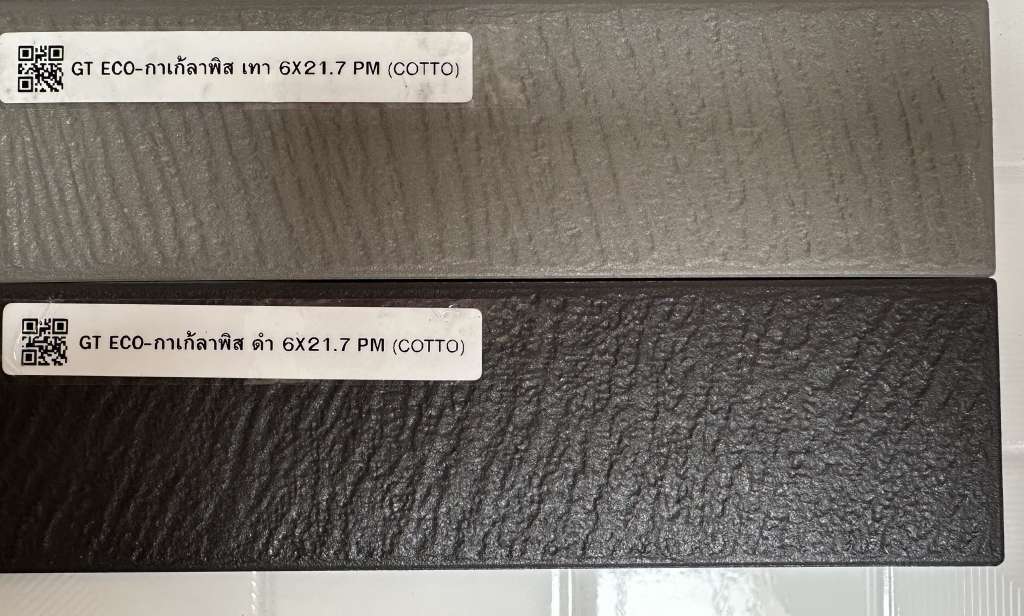 GT ECO-กาเก้ลาพิส เทา 6X21.7 PM (COTTO)
GT ECO-กาเก้ลาพิส ดำ 6X21.7 PM (COTTO)